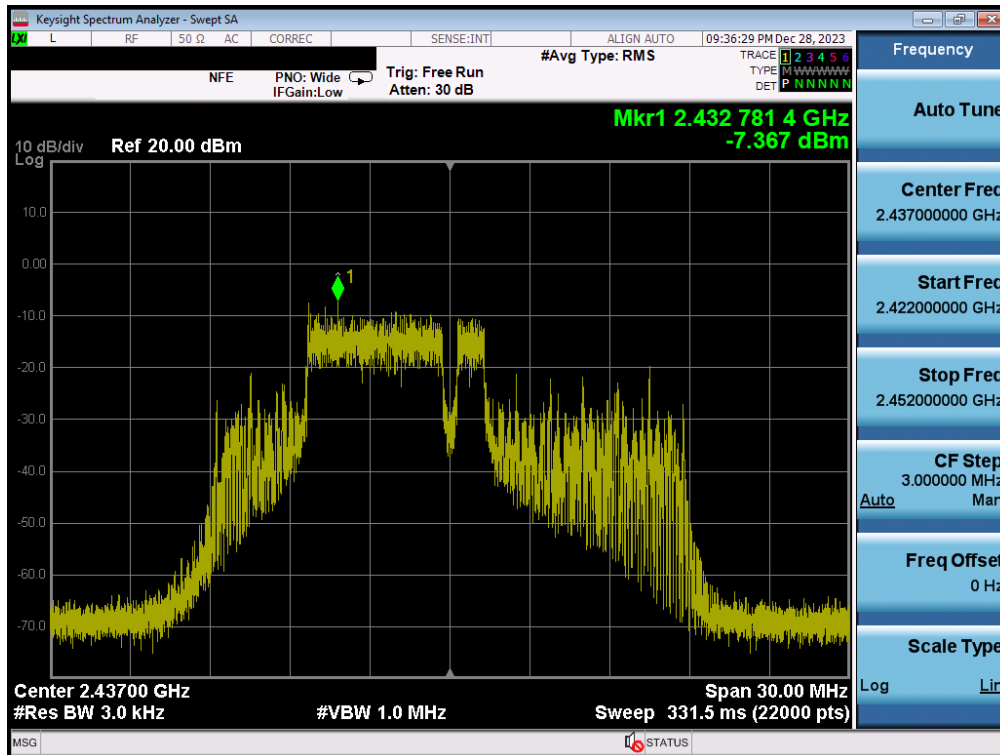 Keysight Spectrum Analyzer - Swept SA
LXI L RF 50 Ω AC CORREC SENSE:INT ALIGN AUTO 09:36:29 PM Dec 28, 2023
NFE PNO: Wide Trig: Free Run #Avg Type: RMS TRACE 1 2 3 4 5 6
IFGain:Low Atten: 30 dB TYPE M WWWWW
DET P N N N N N
Mkr1 2.432 781 4 GHz
-7.367 dBm
10 dB/div Ref 20.00 dBm
Log
10.0
0.00
-10.0
-20.0
-30.0
-40.0
-50.0
-60.0
-70.0
1
Center 2.43700 GHz Span 30.00 MHz
#Res BW 3.0 kHz #VBW 1.0 MHz Sweep 331.5 ms (22000 pts)
MSG STATUS
Frequency
Auto Tune
Center Freq
2.437000000 GHz
Start Freq
2.422000000 GHz
Stop Freq
2.452000000 GHz
CF Step
3.000000 MHz
Auto Man
Freq Offset
0 Hz
Scale Type
Log Lin